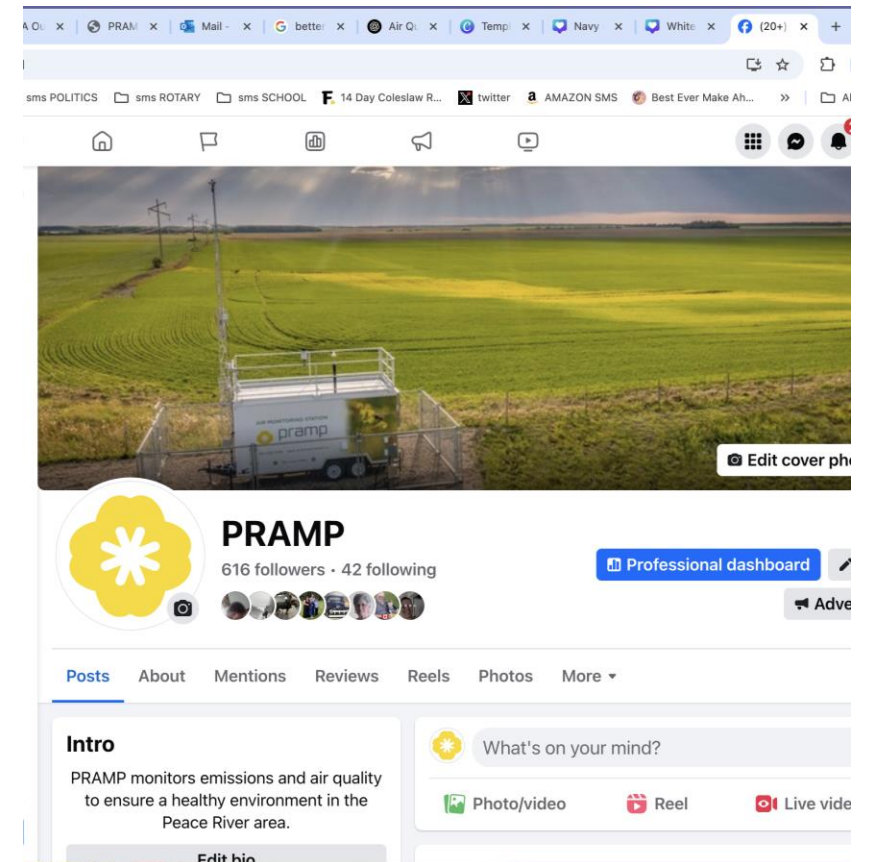 PRAM
Mail -
better
Air Qu
Templ
Navy
White
(20+)
sms POLITICS sms ROTARY sms SCHOOL F. 14 Day Coleslaw R... twitter a AMAZON SMS Best Ever Make Ah... »
AIR MONITORING STATION
pramp
Edit cover pho
PRAMP
616 followers · 42 following
Professional dashboard
Adve
Posts About Mentions Reviews Reels Photos More
Intro
PRAMP monitors emissions and air quality
to ensure a healthy environment in the
Peace River area.
Edit bio
What's on your mind?
Photo/video Reel Live vide